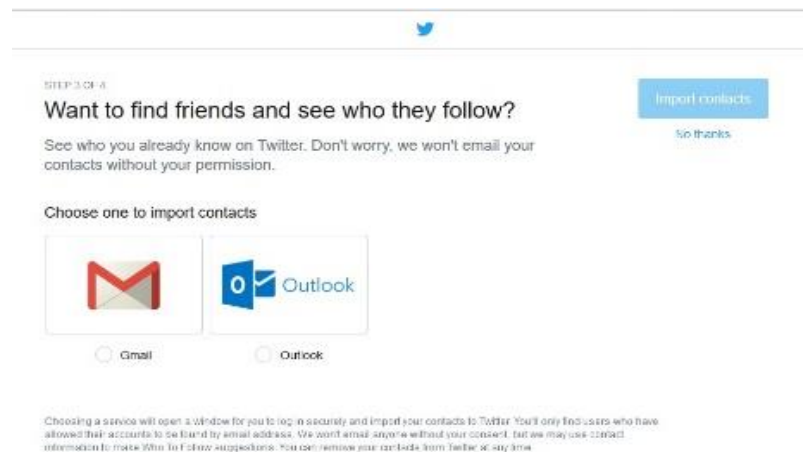 STEP 3 OF 4
Want to find friends and see who they follow?
Import contacts
No thanks
See who you already know on Twitter. Don't worry, we won't email your
contacts without your permission.
Choose one to import contacts
Outlook
Gmail
Outlook
Choosing a service will open a window for you to log in securely and import your contacts to Twitter. You'll only find users who have
allowed their accounts to be found by email address. We won't email anyone without your consent, but we may use contact
information to make Who To Follow suggestions. You can remove your contacts from Twitter at any time.